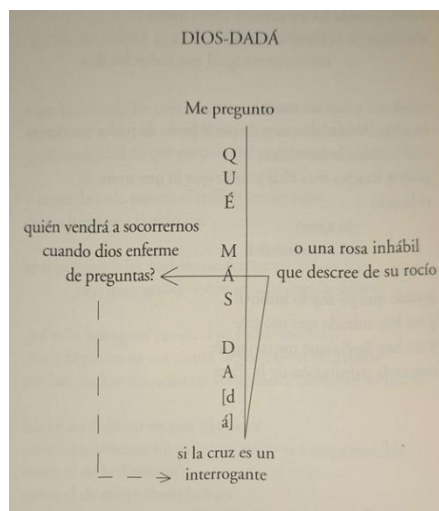 DIOS-DADÁ
Me pregunto
Q
U
É
M
Á
S
D
A
[d
á]
quién vendrá a socorrernos
cuando dios enferme
de preguntas?
o una rosa inhábil
que descree de su rocío
si la cruz es un
interrogante